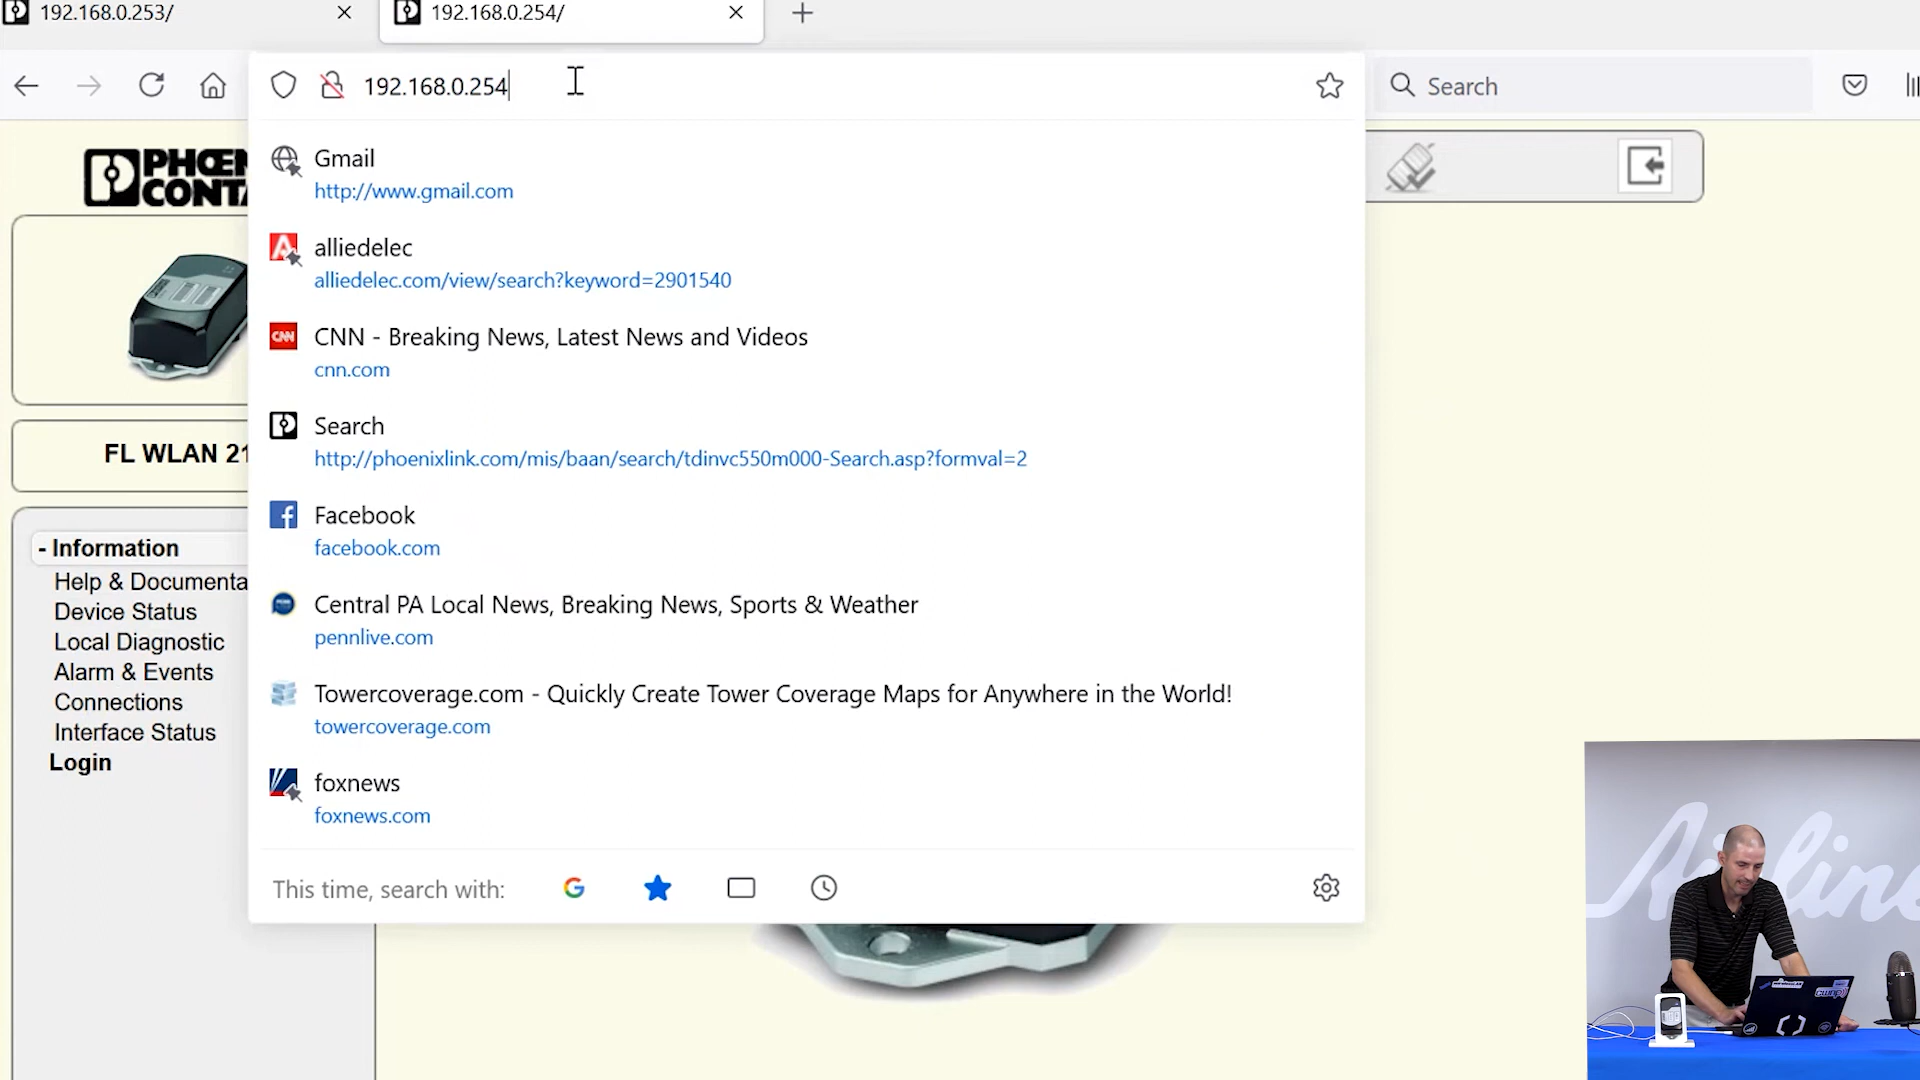 192.168.0.253/
192.168.0.254/
192.168.0.254
Search
PHŒN
CONTA
Gmail
http://www.gmail.com
alliedelec
alliedelec.com/view/search?keyword=2901540
CNN
CNN - Breaking News, Latest News and Videos
cnn.com
Search
http://phoenixlink.com/mis/baan/search/tdinvc550m000-Search.asp?formval=2
Facebook
facebook.com
Central PA Local News, Breaking News, Sports & Weather
pennlive.com
Towercoverage.com - Quickly Create Tower Coverage Maps for Anywhere in the World!
towercoverage.com
foxnews
foxnews.com
This time, search with:
FL WLAN 21
- Information
Help & Documenta
Device Status
Local Diagnostic
Alarm & Events
Connections
Interface Status
Login